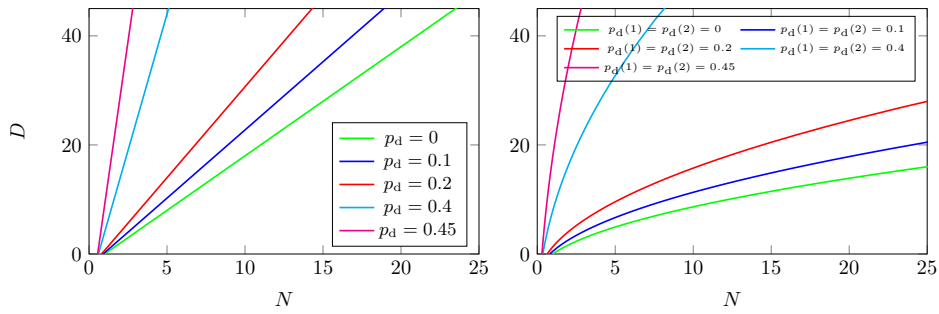 40
20
0
D
0
5
10
15
20
25
N
p_d = 0
p_d = 0.1
p_d = 0.2
p_d = 0.4
p_d = 0.45
40
20
0
0
5
10
15
20
25
N
p_d(1) = p_d(2) = 0 p_d(1) = p_d(2) = 0.1
p_d(1) = p_d(2) = 0.2 p_d(1) = p_d(2) = 0.4
p_d(1) = p_d(2) = 0.45